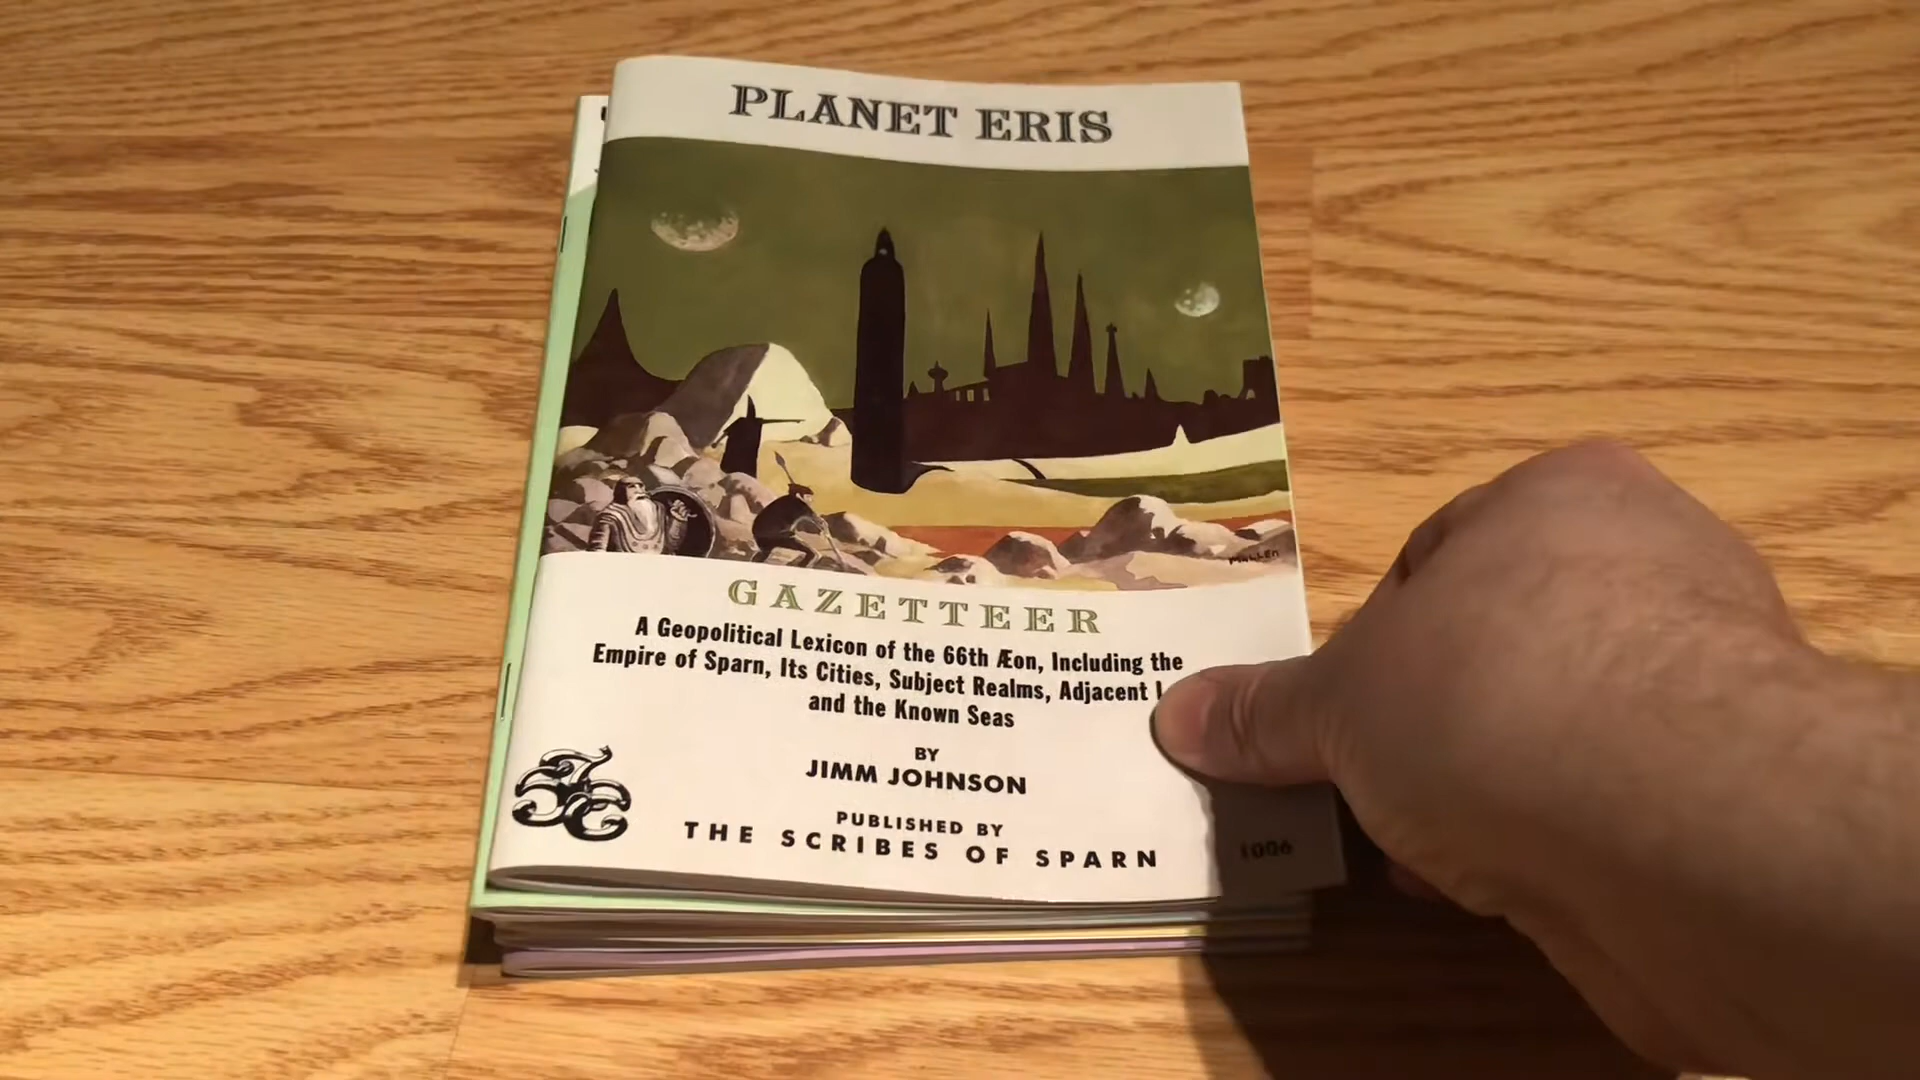 PLANET ERIS
MULLEN
GAZETTEER
A Geopolitical Lexicon of the 66th Æon, Including the
Empire of Sparn, Its Cities, Subject Realms, Adjacent
and the Known Seas
BY
JIMM JOHNSON
PUBLISHED BY
THE SCRIBES OF SPARN
1006